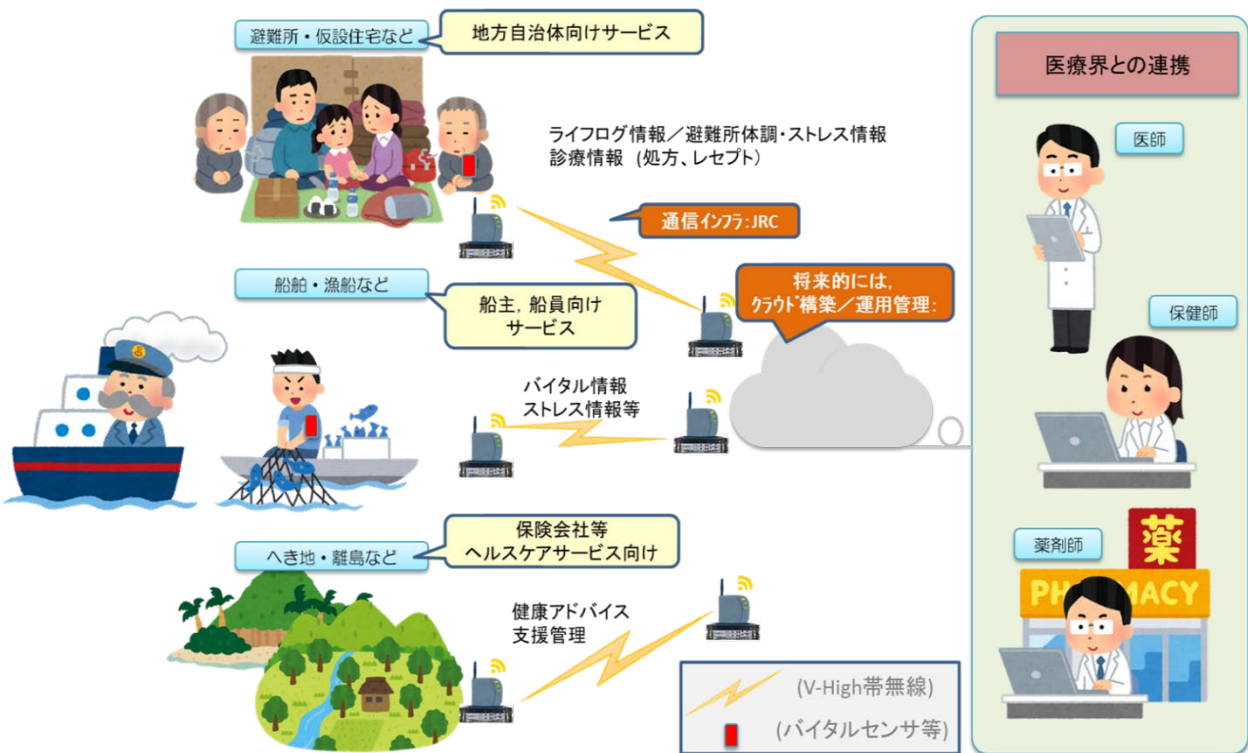 避難所・仮設住宅など
地方自治体向けサービス
ライフログ情報／避難所体調・ストレス情報
診療情報 (処方、レセプト)
通信インフラ:JRC
船舶・漁船など
船主，船員向け
サービス
将来的には，
クラウド構築／運用管理:
バイタル情報
ストレス情報等
へき地・離島など
保険会社等
ヘルスケアサービス向け
健康アドバイス
支援管理
(V-High帯無線)
(バイタルセンサ等)
医療界との連携
医師
保健師
薬剤師
薬
PHARMACY